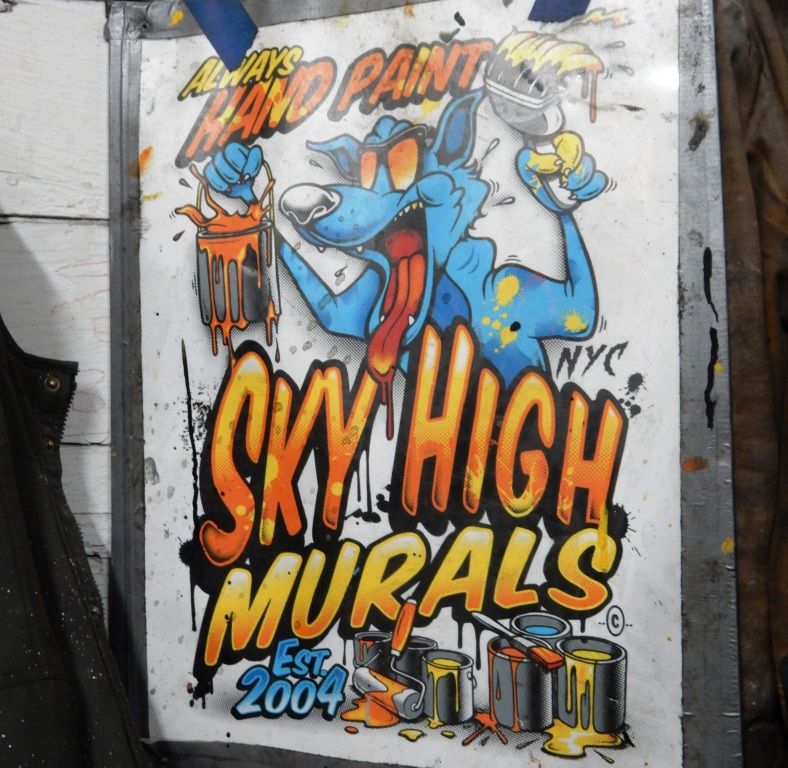 ALWAYS
HAND PAINT
NYC
SKY HIGH
MURALS
©
EST.
2004